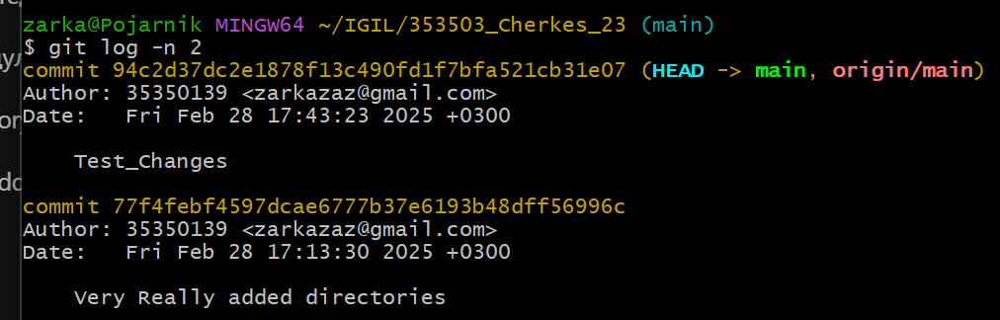 zarka@Pojarnik MINGW64 ~/IGIL/353503_Cherkes_23 (main)
$ git log -n 2
commit 94c2d37dc2e1878f13c490fd1f7bfa521cb31e07 (HEAD -> main, origin/main)
Author: 35350139 <zarkazaz@gmail.com>
Date:   Fri Feb 28 17:43:23 2025 +0300

    Test_Changes

commit 77f4febf4597dcae6777b37e6193b48dff56996c
Author: 35350139 <zarkazaz@gmail.com>
Date:   Fri Feb 28 17:13:30 2025 +0300

    Very Really added directories